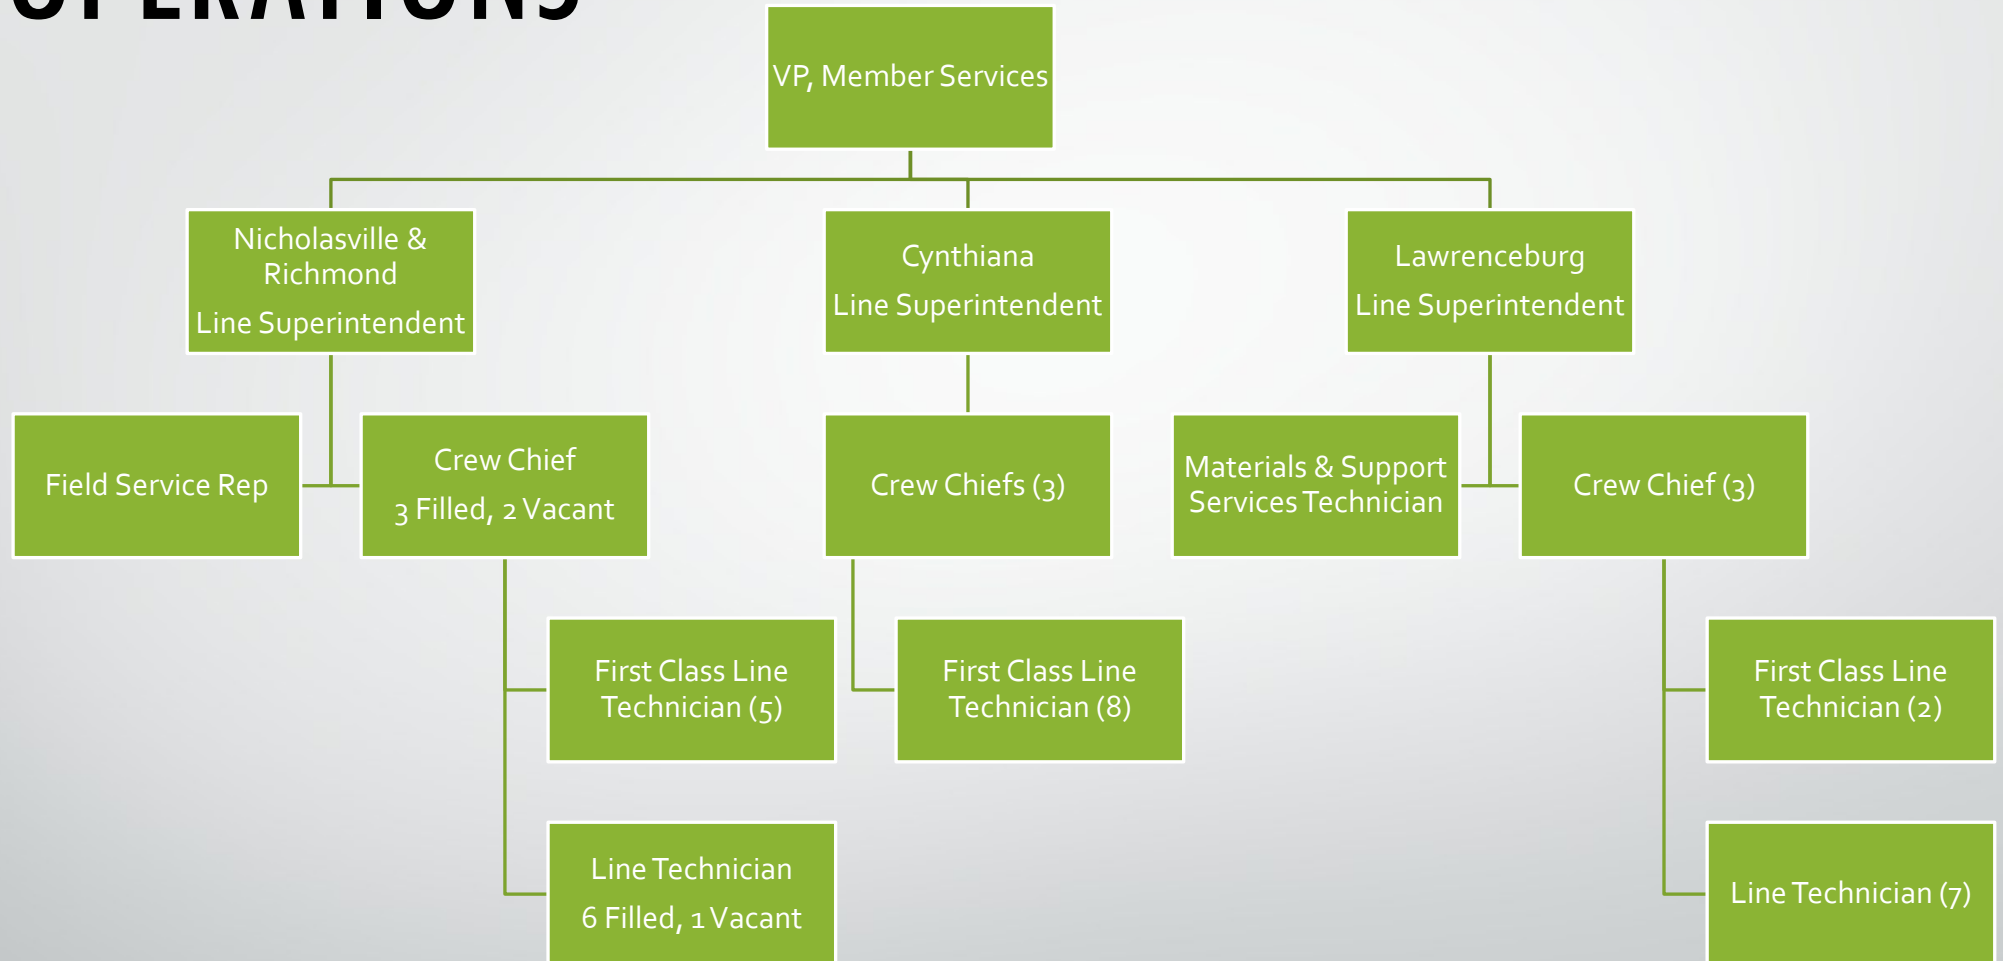 OPERATIONS
VP, Member Services
Nicholasville &
Richmond
Line Superintendent
Cynthiana
Line Superintendent
Lawrenceburg
Line Superintendent
Field Service Rep
Crew Chief
3 Filled, 2 Vacant
Crew Chiefs (3)
Materials & Support
Services Technician
Crew Chief (3)
First Class Line
Technician (5)
First Class Line
Technician (8)
First Class Line
Technician (2)
Line Technician
6 Filled, 1 Vacant
Line Technician (7)